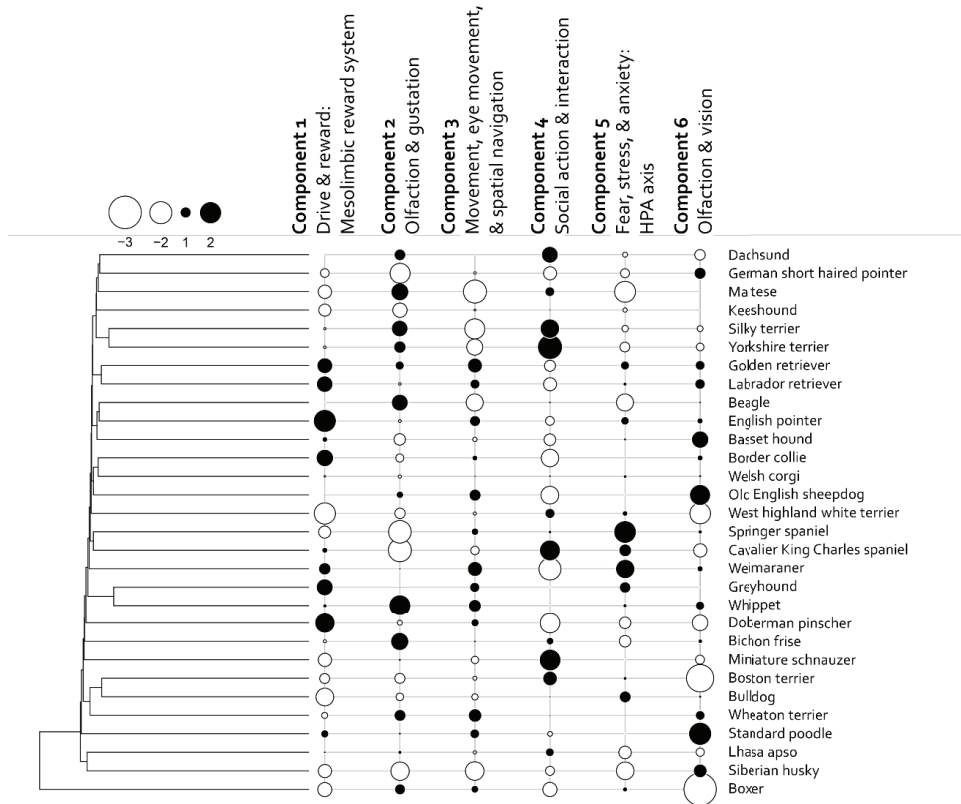 Component 1
Drive & reward:
Mesolimbic reward system
Component 2
Olfaction & gustation
Component 3
Movement, eye movement,
& spatial navigation
Component 4
Social action & interaction
Component 5
Fear, stress, & anxiety:
HPA axis
Component 6
Olfaction & vision
−3 −2 1 2
Dachsund
German short haired pointer
Maltese
Keeshound
Silky terrier
Yorkshire terrier
Golden retriever
Labrador retriever
Beagle
English pointer
Basset hound
Border collie
Welsh corgi
Old English sheepdog
West highland white terrier
Springer spaniel
Cavalier King Charles spaniel
Weimaraner
Greyhound
Whippet
Doberman pinscher
Bichon frise
Miniature schnauzer
Boston terrier
Bulldog
Wheaton terrier
Standard poodle
Lhasa apso
Siberian husky
Boxer